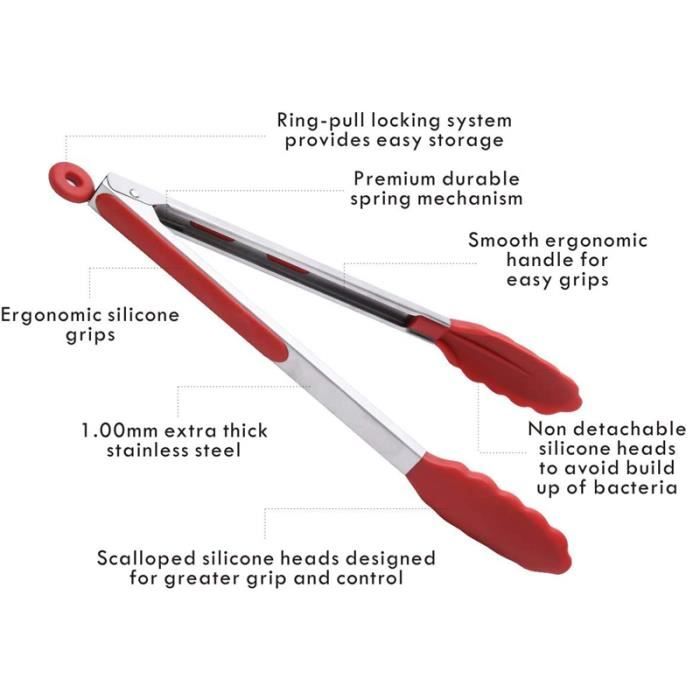 Ring-pull locking system
provides easy storage
Premium durable
spring mechanism
Smooth ergonomic
handle for
easy grips
Ergonomic silicone
grips
1.00mm extra thick
stainless steel
Non detachable
silicone heads
to avoid build
up of bacteria
Scalloped silicone heads designed
for greater grip and control